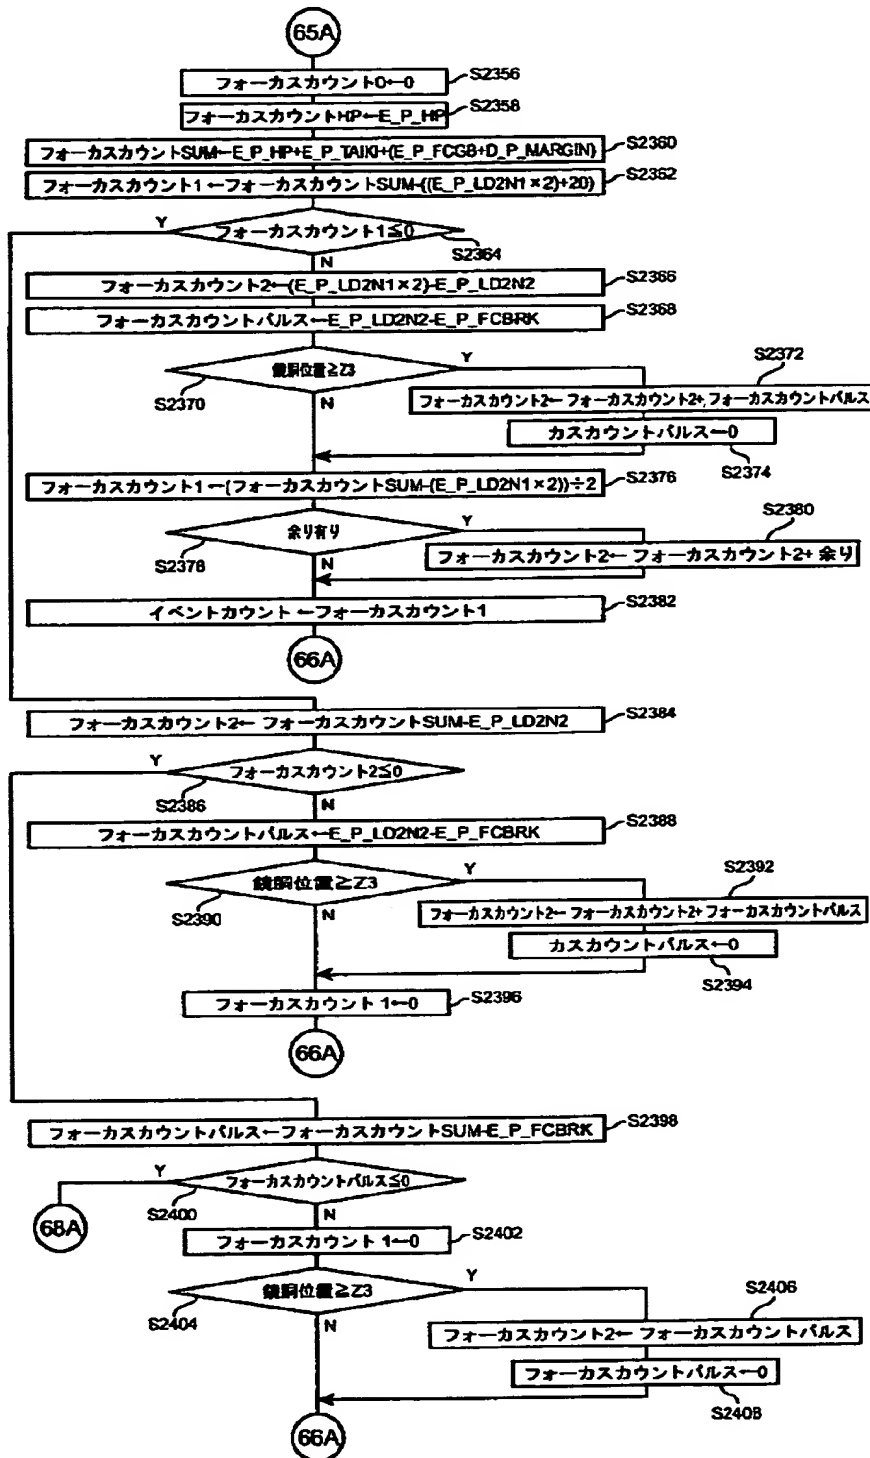 65A
フォーカスカウント0←0
S2356
フォーカスカウントHP←E_P_HP
S2358
フォーカスカウントSUM←E_P_HP+E_P_TAIKI+(E_P_FCGB+D_P_MARGIN)
S2360
フォーカスカウント1←フォーカスカウントSUM-((E_P_LD2N1×2)+20)
S2362
Y
フォーカスカウント1≦0
S2364
N
フォーカスカウント2←(E_P_LD2N1×2)-E_P_LD2N2
S2366
フォーカスカウントパルス←E_P_LD2N2-E_P_FCBRK
S2368
鏡胴位置≧Z3
Y
S2370
N
S2372
フォーカスカウント2← フォーカスカウント2+,フォーカスカウントパルス
カスカウントパルス←0
S2374
フォーカスカウント1←(フォーカスカウントSUM-(E_P_LD2N1×2))÷2
S2376
余り有り
Y
S2378
N
S2380
フォーカスカウント2← フォーカスカウント2+ 余り
イベントカウント ←フォーカスカウント1
S2382
66A
フォーカスカウント2← フォーカスカウントSUM-E_P_LD2N2
S2384
Y
フォーカスカウント2≦0
S2386
N
フォーカスカウントパルス←E_P_LD2N2-E_P_FCBRK
S2388
鏡胴位置≧Z3
Y
S2390
N
S2392
フォーカスカウント2← フォーカスカウント2+ フォーカスカウントパルス
カスカウントパルス←0
S2394
フォーカスカウント 1←0
S2396
66A
フォーカスカウントパルス←フォーカスカウントSUM-E_P_FCBRK
S2398
Y
フォーカスカウントパルス≦0
S2400
68A
N
フォーカスカウント 1←0
S2402
鏡胴位置≧Z3
Y
S2404
N
S2406
フォーカスカウント2← フォーカスカウントパルス
フォーカスカウントパルス←0
S2408
66A